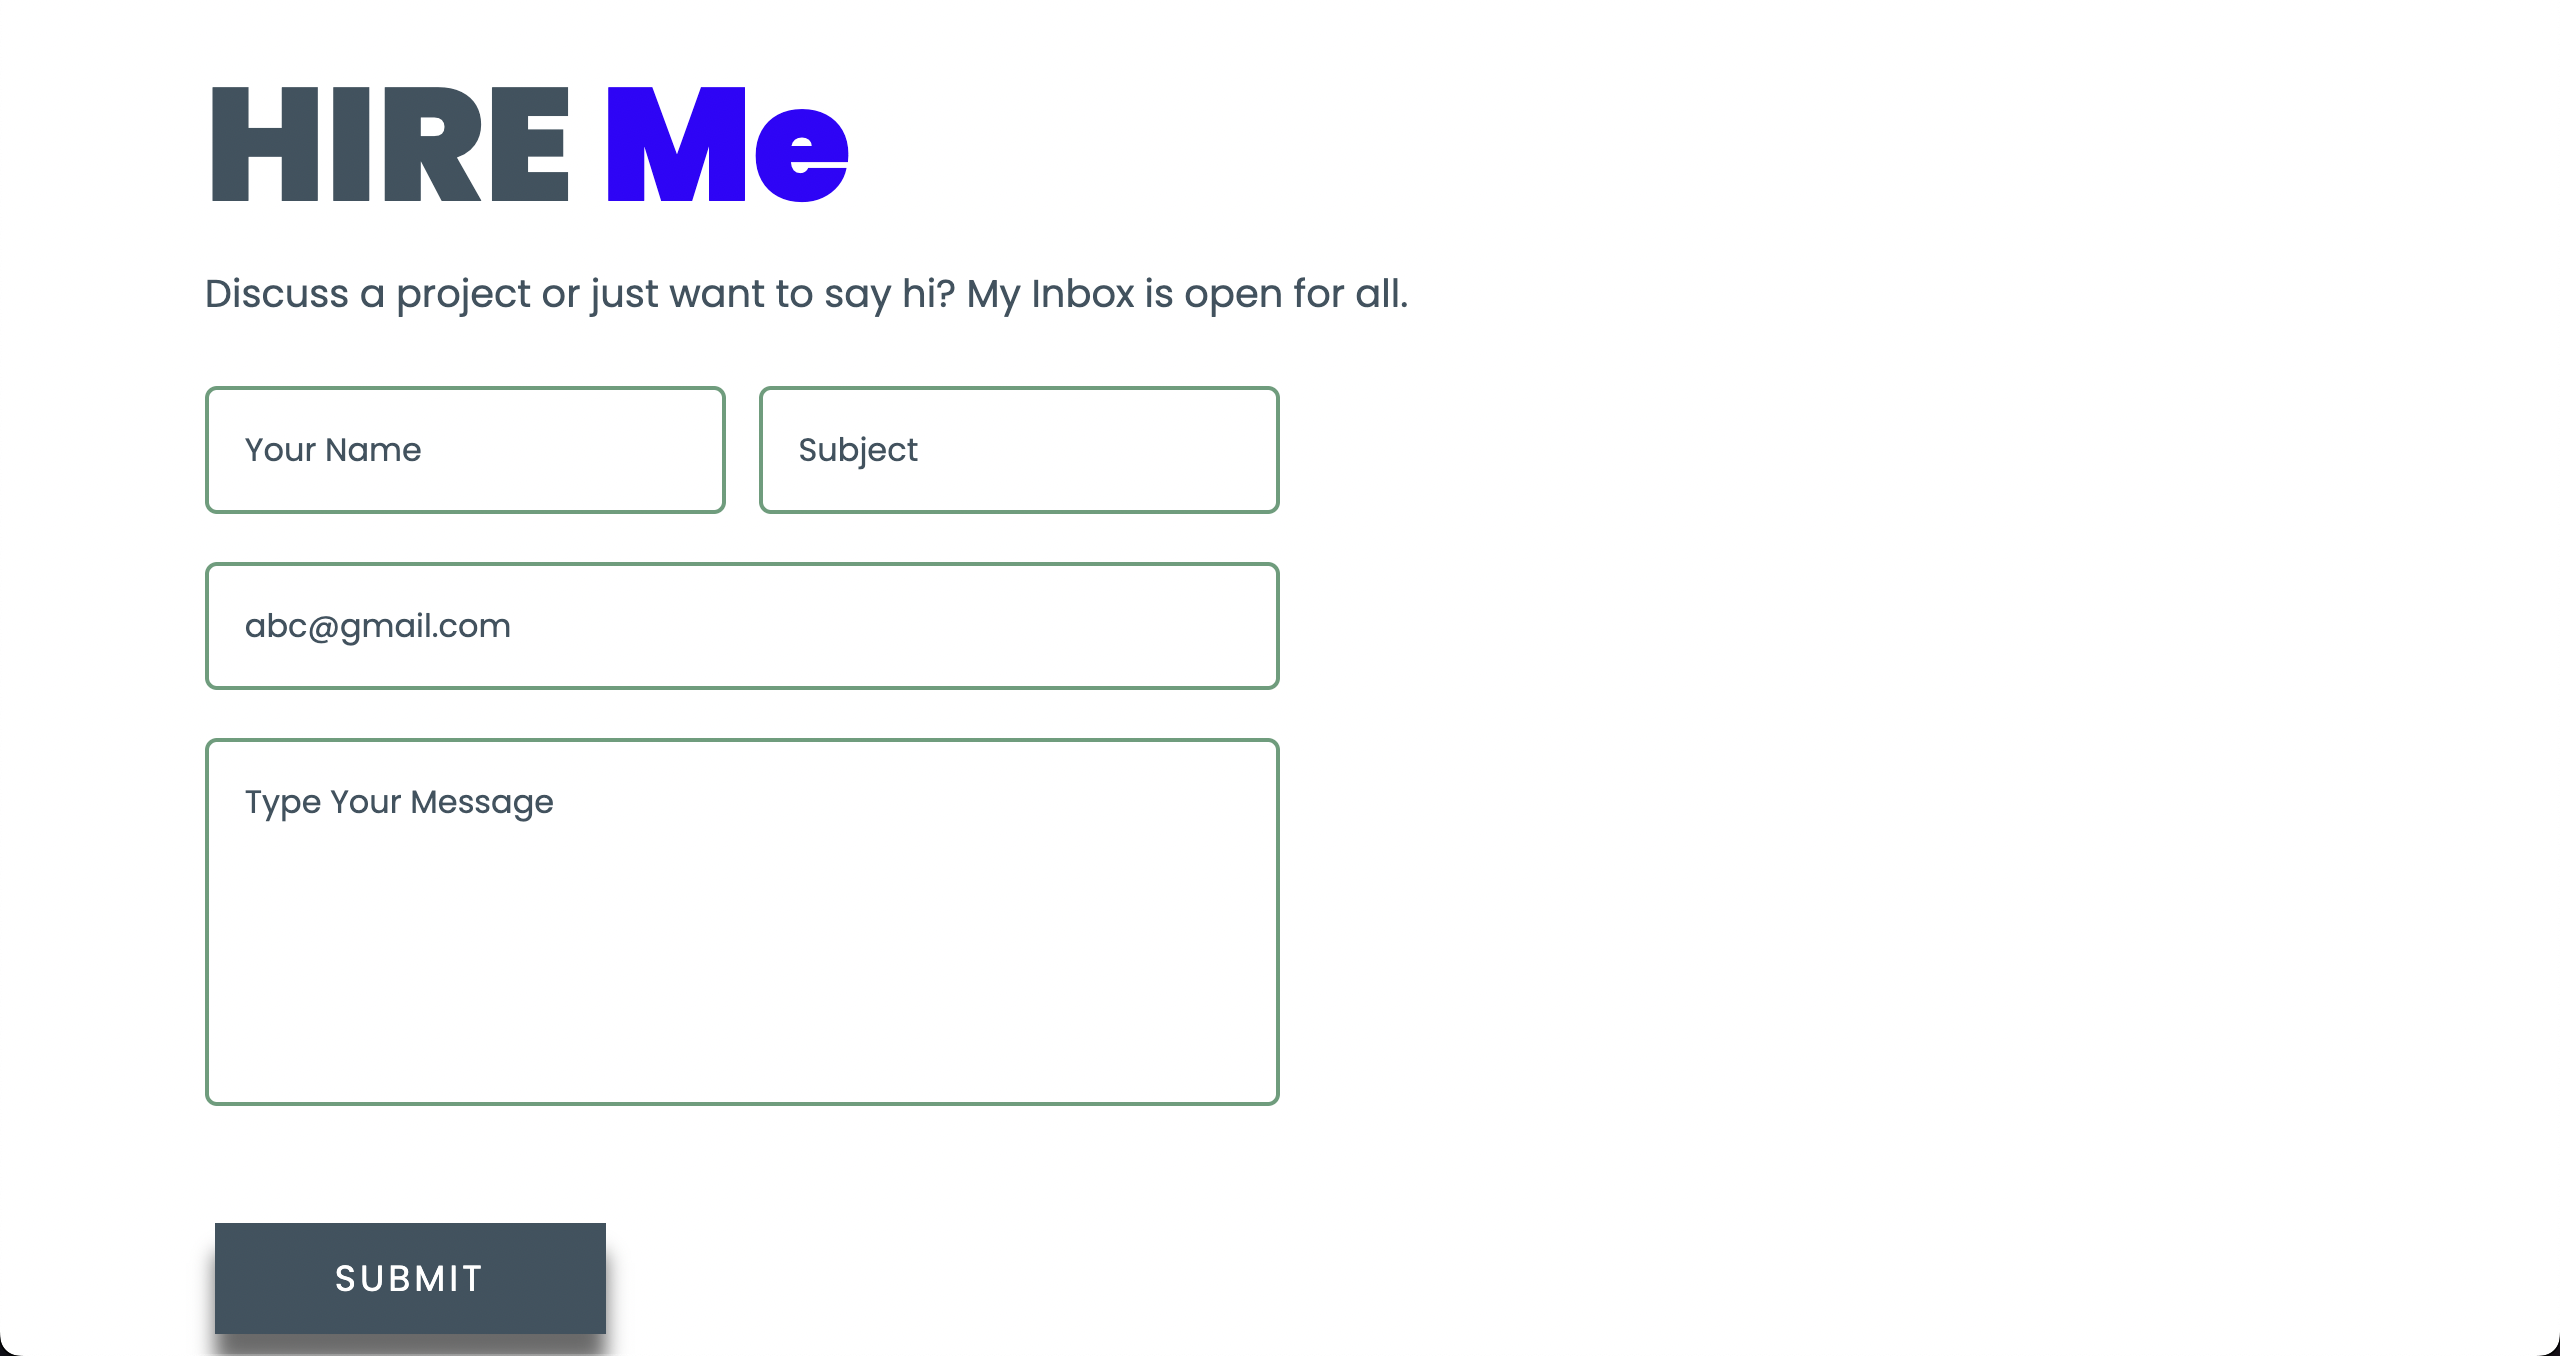 HIRE Me
Discuss a project or just want to say hi? My Inbox is open for all.
Your Name
Subject
abc@gmail.com
Type Your Message
SUBMIT